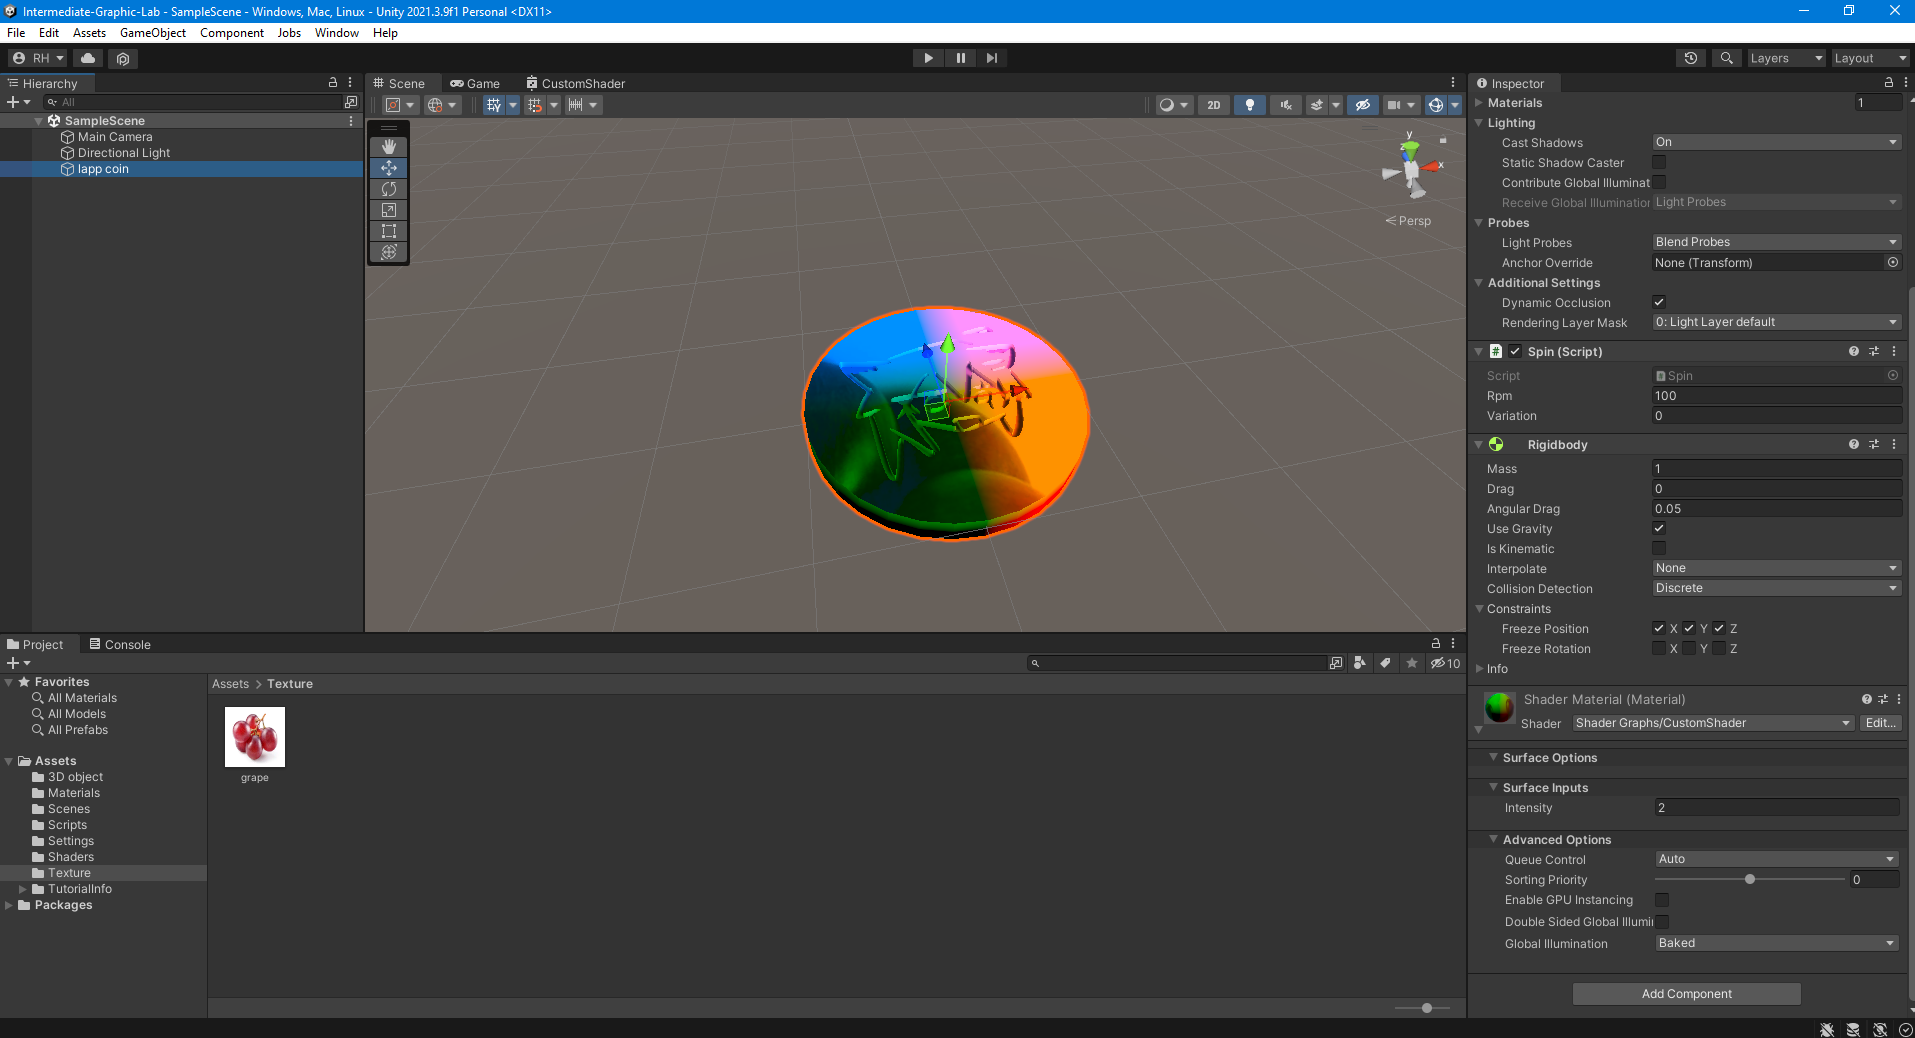 Intermediate-Graphic-Lab - SampleScene - Windows, Mac, Linux - Unity 2021.3.9f1 Personal <DX11>
File Edit Assets GameObject Component Jobs Window Help
RH Layers Layout
Hierarchy
All
SampleScene
Main Camera
Directional Light
lapp coin
Scene Game CustomShader
2D
y
z
x
Persp
Inspector
Materials 1
Lighting
Cast Shadows On
Static Shadow Caster
Contribute Global Illuminat
Receive Global Illumination Light Probes
Probes
Light Probes Blend Probes
Anchor Override None (Transform)
Additional Settings
Dynamic Occlusion
Rendering Layer Mask 0: Light Layer default
# Spin (Script)
Script Spin
Rpm 100
Variation 0
Rigidbody
Mass 1
Drag 0
Angular Drag 0.05
Use Gravity
Is Kinematic
Interpolate None
Collision Detection Discrete
Constraints
Freeze Position X Y Z
Freeze Rotation X Y Z
Info
Shader Material (Material)
Shader Shader Graphs/CustomShader Edit...
Surface Options
Surface Inputs
Intensity 2
Advanced Options
Queue Control Auto
Sorting Priority 0
Enable GPU Instancing
Double Sided Global Illumi
Global Illumination Baked
Add Component
Project Console
10
Favorites
All Materials
All Models
All Prefabs
Assets
3D object
Materials
Scenes
Scripts
Settings
Shaders
Texture
TutorialInfo
Packages
Assets > Texture
grape